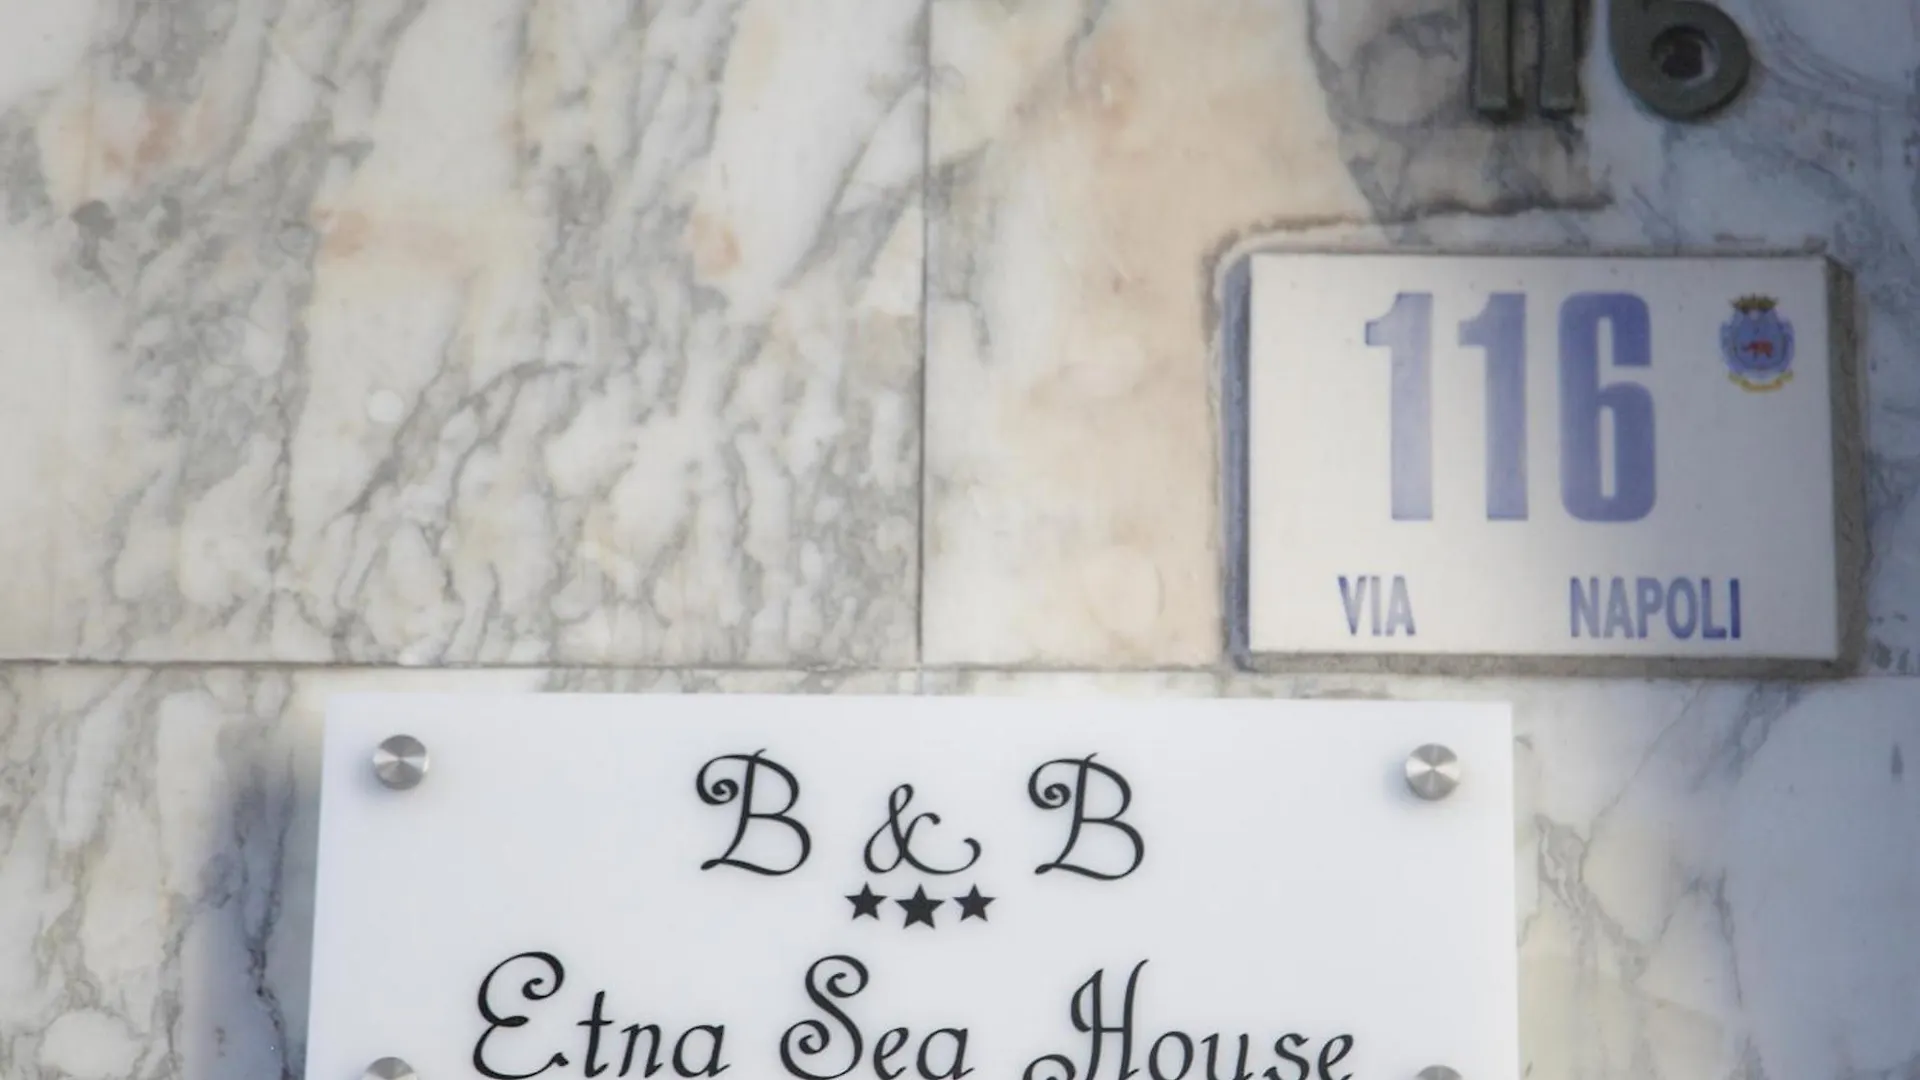 116
116
VIA NAPOLI
B & B
★★★
Etna Sea House